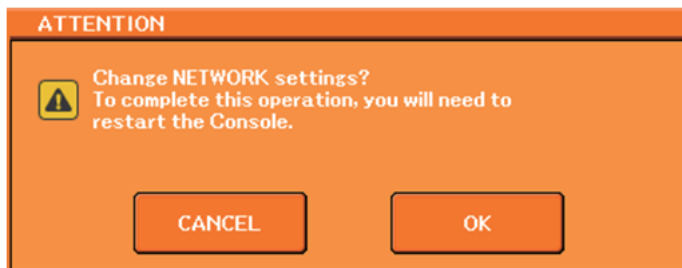 ATTENTION
Change NETWORK settings?
To complete this operation, you will need to
restart the Console.
CANCEL
OK